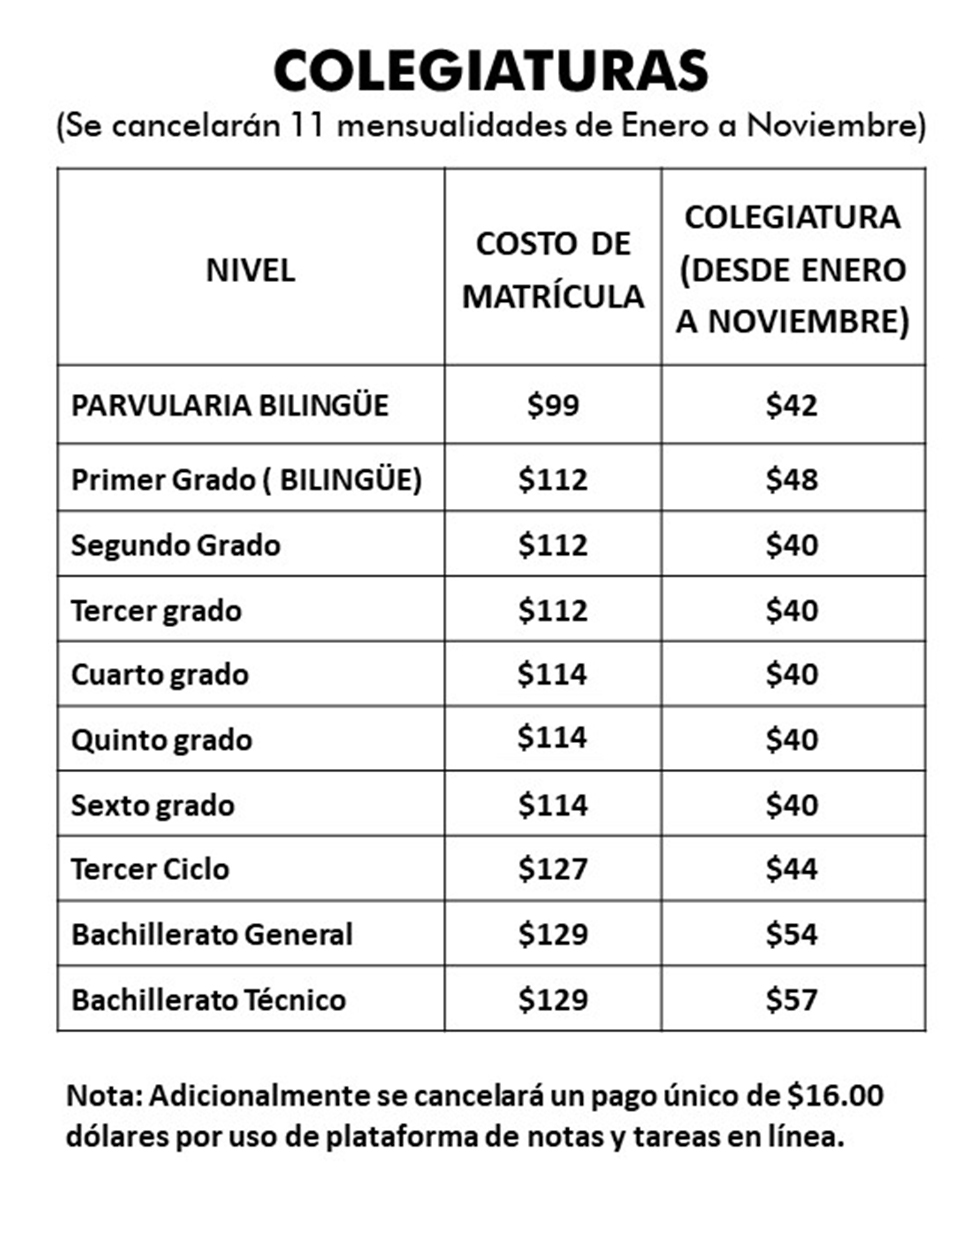 COLEGIATURAS
(Se cancelarán 11 mensualidades de Enero a Noviembre)
NIVEL
COSTO DE
MATRÍCULA
COLEGIATURA
(DESDE ENERO
A NOVIEMBRE)
PARVULARIA BILINGÜE $99 $42
Primer Grado ( BILINGÜE) $112 $48
Segundo Grado $112 $40
Tercer grado $112 $40
Cuarto grado $114 $40
Quinto grado $114 $40
Sexto grado $114 $40
Tercer Ciclo $127 $44
Bachillerato General $129 $54
Bachillerato Técnico $129 $57
Nota: Adicionalmente se cancelará un pago único de $16.00
dólares por uso de plataforma de notas y tareas en línea.